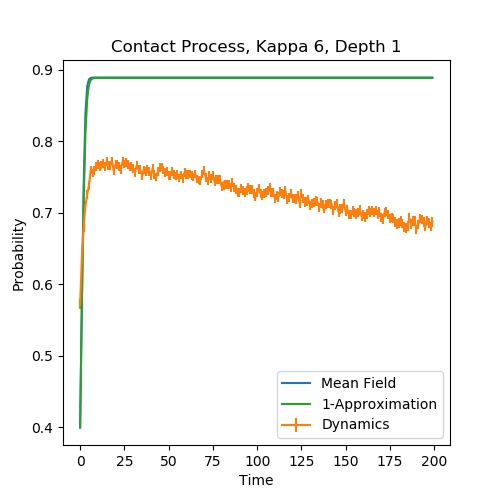 Contact Process, Kappa 6, Depth 1
0.9
0.8
0.7
0.6
0.5
0.4
Probability
Mean Field
1-Approximation
Dynamics
0 25 50 75 100 125 150 175 200
Time